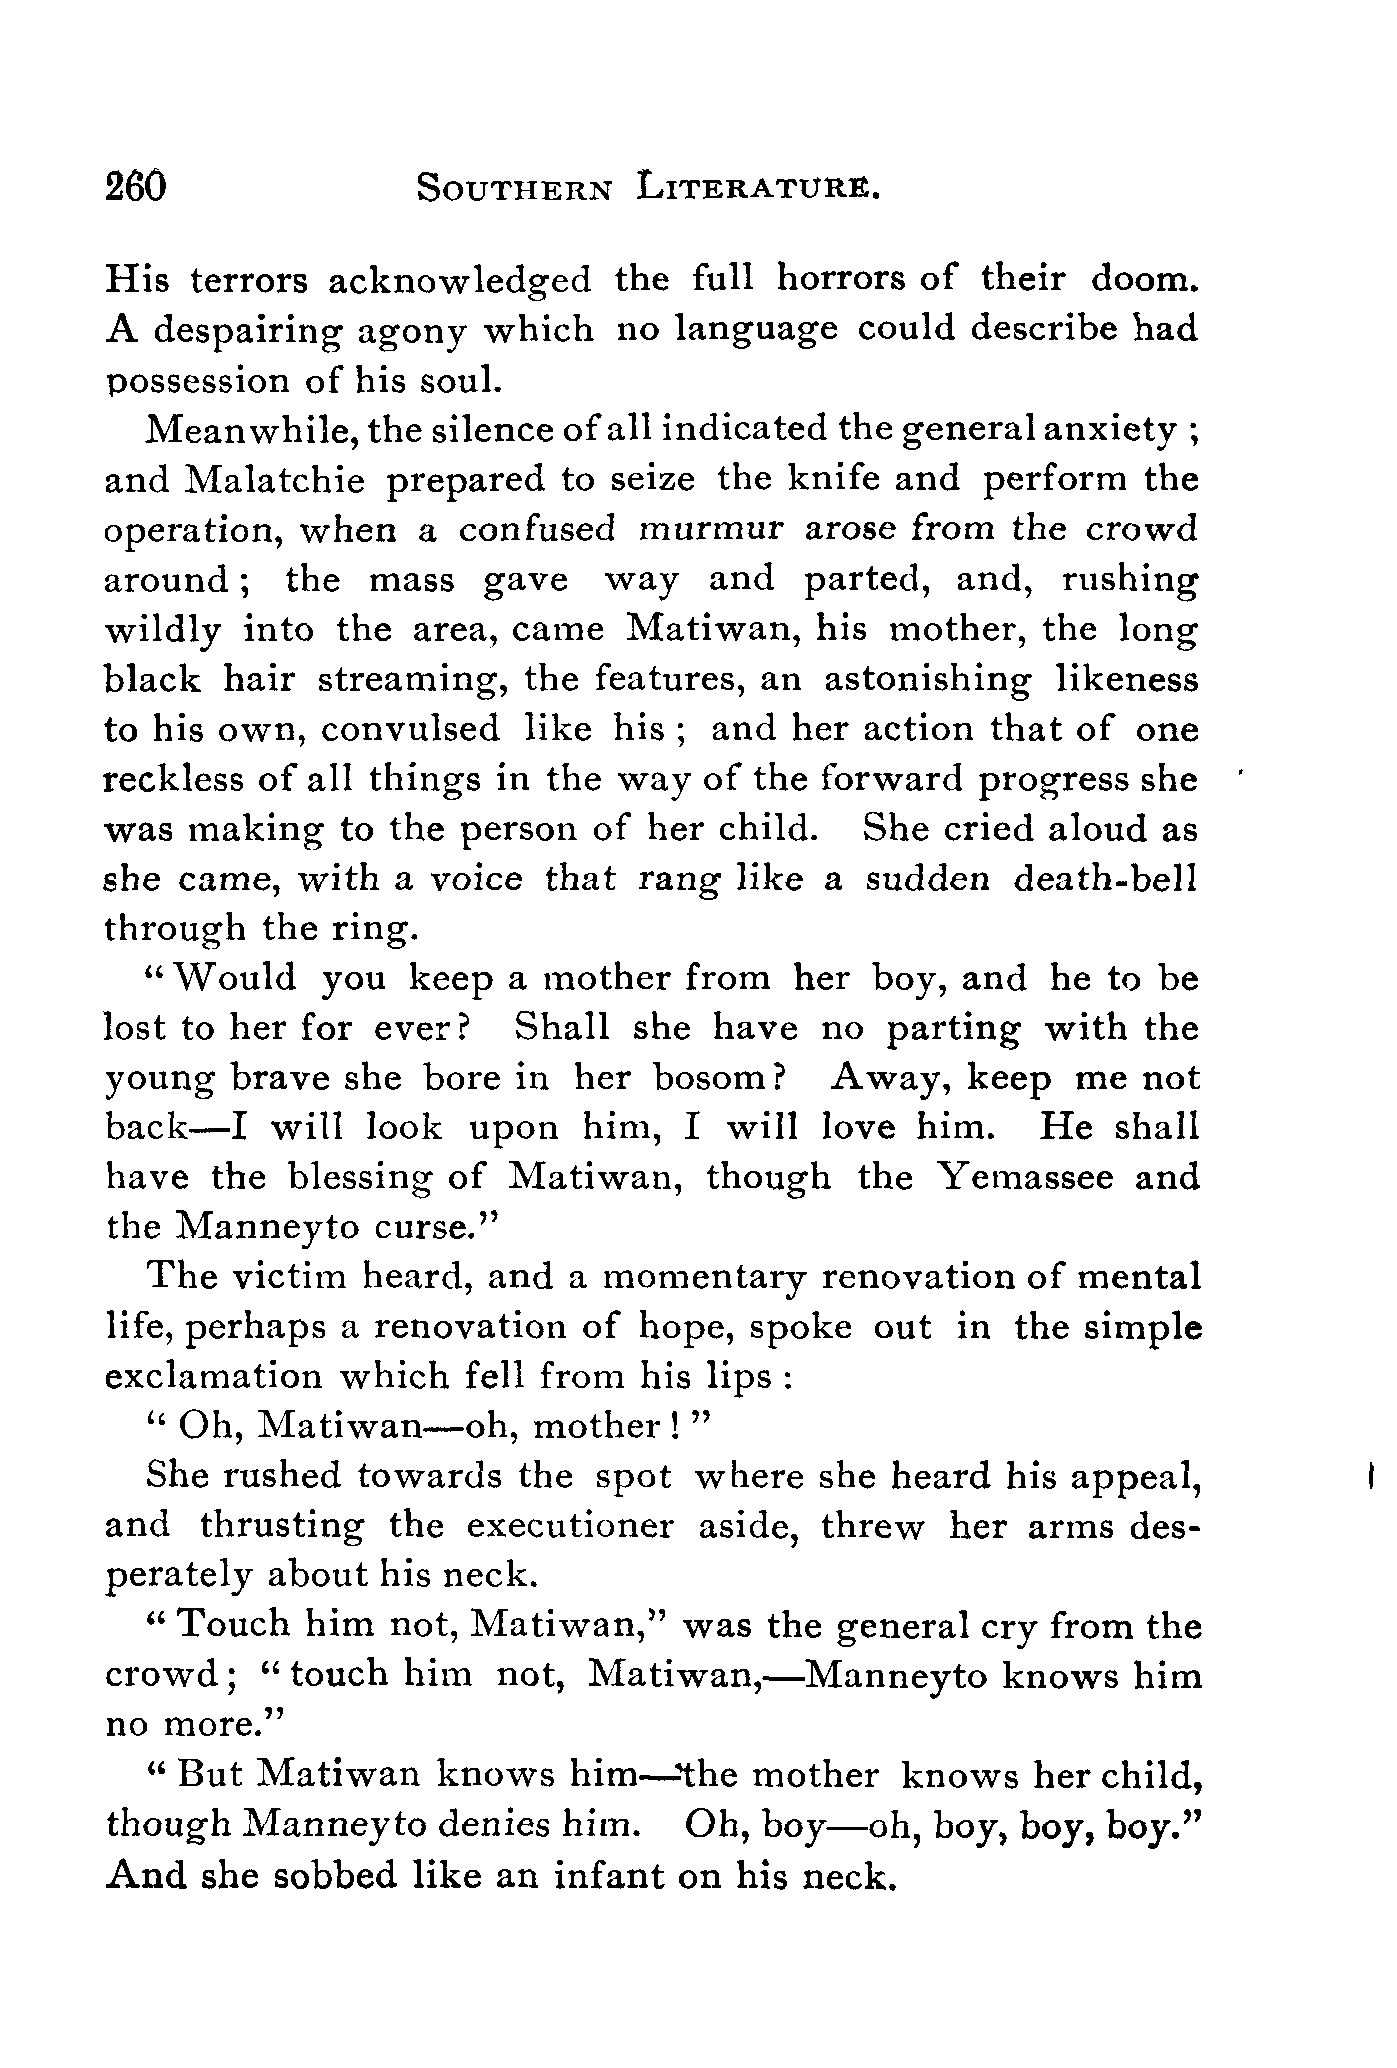 260 SOUTHERN LITERATURE.
His terrors acknowledged the full horrors of their doom.
A despairing agony which no language could describe had
possession of his soul.
Meanwhile, the silence of all indicated the general anxiety ;
and Malatchie prepared to seize the knife and perform the
operation, when a confused murmur arose from the crowd
around ; the mass gave way and parted, and, rushing
wildly into the area, came Matiwan, his mother, the long
black hair streaming, the features, an astonishing likeness
to his own, convulsed like his ; and her action that of one
reckless of all things in the way of the forward progress she
was making to the person of her child. She cried aloud as
she came, with a voice that rang like a sudden death-bell
through the ring.
“ Would you keep a mother from her boy, and he to be
lost to her for ever? Shall she have no parting with the
young brave she bore in her bosom? Away, keep me not
back—I will look upon him, I will love him. He shall
have the blessing of Matiwan, though the Yemassee and
the Manneyto curse.”
The victim heard, and a momentary renovation of mental
life, perhaps a renovation of hope, spoke out in the simple
exclamation which fell from his lips :
“ Oh, Matiwan—oh, mother ! ”
She rushed towards the spot where she heard his appeal,
and thrusting the executioner aside, threw her arms des-
perately about his neck.
“ Touch him not, Matiwan,” was the general cry from the
crowd ; “ touch him not, Matiwan,—Manneyto knows him
no more.”
“ But Matiwan knows him—the mother knows her child,
though Manneyto denies him. Oh, boy—oh, boy, boy, boy.”
And she sobbed like an infant on his neck.